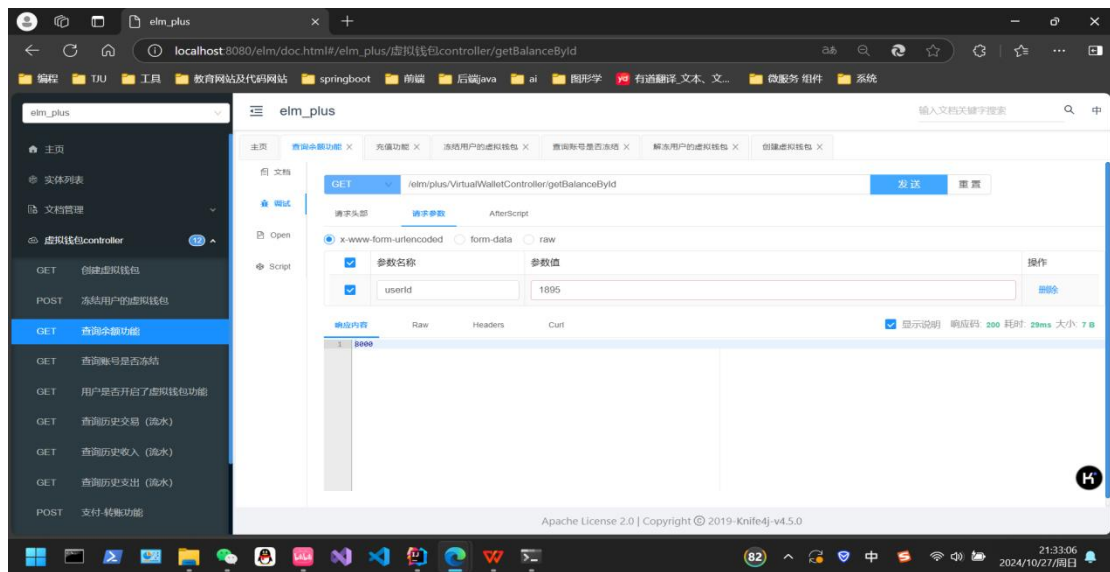 elm_plus
localhost:8080/elm/doc.html#/elm_plus/虚拟钱包controller/getBalanceById
编程 TJU 工具 教育网站及代码网站 springboot 前端 后端java ai 图形学 有道翻译_文本、文... 微服务 组件 系统
elm_plus elm_plus 输入文档关键字搜索 中
主页 主页 查询余额功能 充值功能 冻结用户的虚拟钱包 查询账号是否冻结 解冻用户的虚拟钱包 创建虚拟钱包
实体列表 文档 GET /elm/plus/VirtualWalletController/getBalanceById 发送 重置
文档管理 调试 请求头部 请求参数 AfterScript
虚拟钱包controller 12 Open x-www-form-urlencoded form-data raw
GET 创建虚拟钱包 Script 参数名称 参数值 操作
POST 冻结用户的虚拟钱包 userId 1895 删除
GET 查询余额功能 响应内容 Raw Headers Curl 显示说明 响应码: 200 耗时: 29ms 大小: 7 B
1 8000
GET 查询账号是否冻结
GET 用户是否开启了虚拟钱包功能
GET 查询历史交易（流水）
GET 查询历史收入（流水）
GET 查询历史支出（流水）
POST 支付-转账功能
Apache License 2.0 | Copyright © 2019-Knife4j-v4.5.0
82 中 21:33:06
2024/10/27/周日